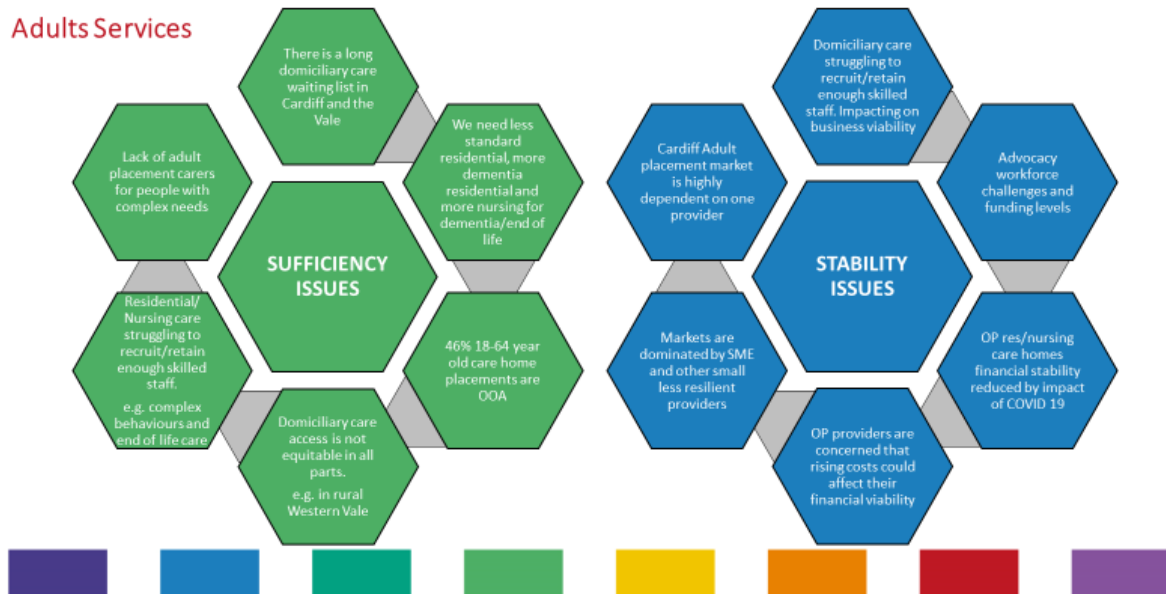 Adults Services
There is a long
domiciliary care
waiting list in
Cardiff and the
Vale
We need less
standard
residential, more
dementia
residential and
more nursing for
dementia/end of
life
46% 18-64 year
old care home
placements are
OOA
Domiciliary care
access is not
equitable in all
parts.
e.g. in rural
Western Vale
Residential/
Nursing care
struggling to
recruit/retain
enough skilled
staff.
e.g. complex
behaviours and
end of life care
Lack of adult
placement carers
for people with
complex needs
SUFFICIENCY
ISSUES
Domiciliary care
struggling to
recruit/retain
enough skilled
staff. Impacting on
business viability
Advocacy
workforce
challenges and
funding levels
OP res/nursing
care homes
financial stability
reduced by impact
of COVID 19
OP providers are
concerned that
rising costs could
affect their
financial viability
Markets are
dominated by SME
and other small
less resilient
providers
Cardiff Adult
placement market
is highly
dependent on one
provider
STABILITY
ISSUES